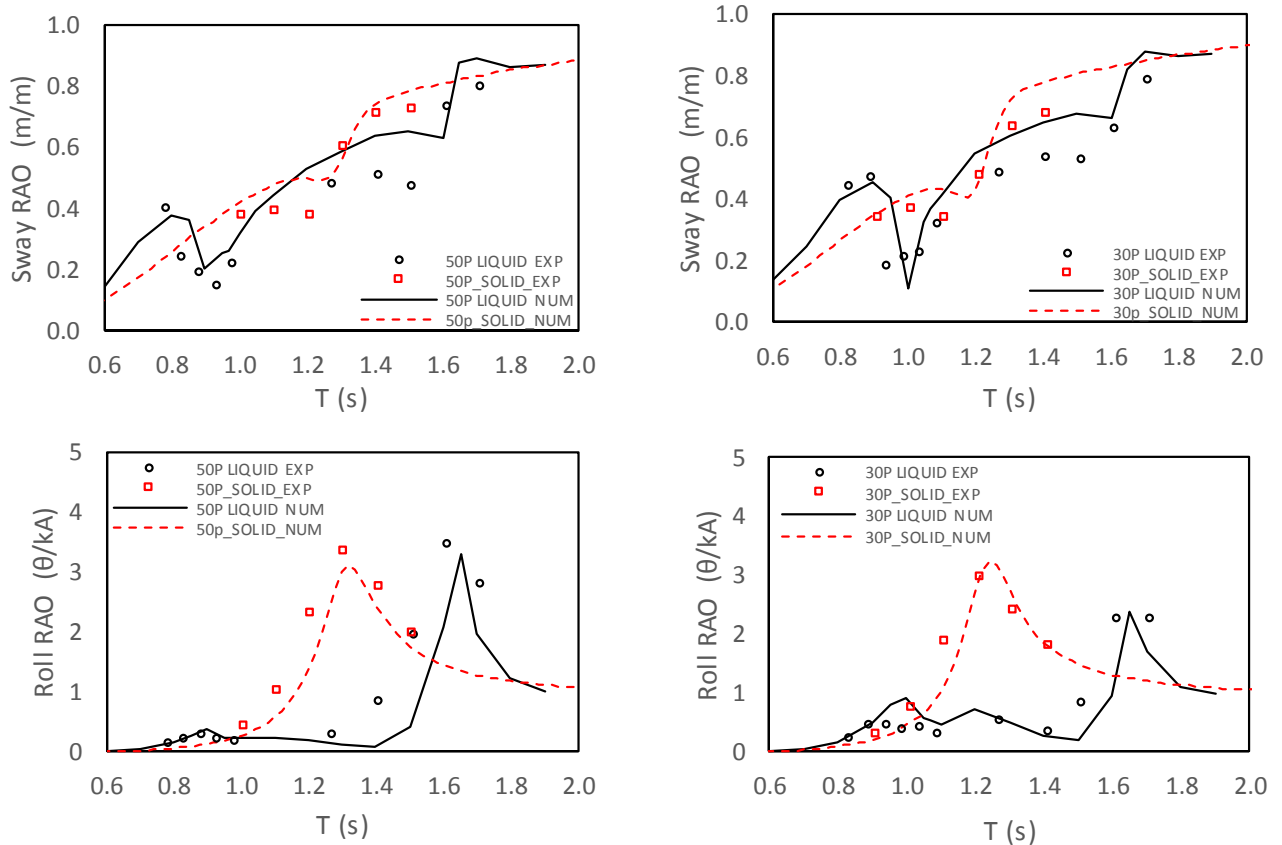 1.0
0.8
0.6
0.4
0.2
0.0
Sway RAO (m/m)
50P LIQUID EXP
50P_SOLID_EXP
50P LIQUID NUM
50p_SOLID_NUM
0.6 0.8 1.0 1.2 1.4 1.6 1.8 2.0
T (s)
1.0
0.8
0.6
0.4
0.2
0.0
Sway RAO (m/m)
30P LIQUID EXP
30P_SOLID_EXP
30P LIQUID NUM
30p_SOLID_NUM
0.6 0.8 1.0 1.2 1.4 1.6 1.8 2.0
T (s)
5
4
3
2
1
0
Roll RAO (θ/kA)
50P LIQUID EXP
50P_SOLID_EXP
50P LIQUID NUM
50p_SOLID_NUM
0.6 0.8 1.0 1.2 1.4 1.6 1.8 2.0
T (s)
5
4
3
2
1
0
Roll RAO (θ/kA)
30P LIQUID EXP
30P_SOLID_EXP
30P LIQUID NUM
30P_SOLID_NUM
0.6 0.8 1.0 1.2 1.4 1.6 1.8 2.0
T (s)